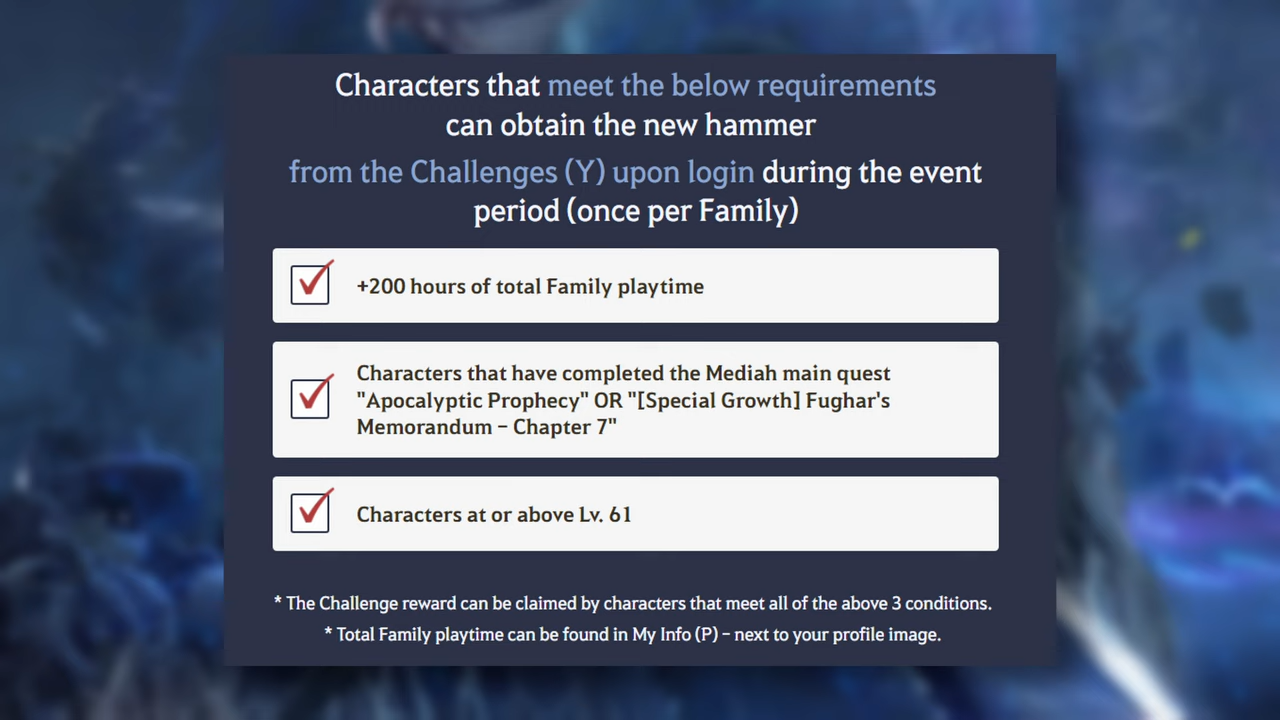 Characters that meet the below requirements
can obtain the new hammer
from the Challenges (Y) upon login during the event
period (once per Family)
+200 hours of total Family playtime
Characters that have completed the Mediah main quest
"Apocalyptic Prophecy" OR "[Special Growth] Fughar's
Memorandum – Chapter 7"
Characters at or above Lv. 61
* The Challenge reward can be claimed by characters that meet all of the above 3 conditions.
* Total Family playtime can be found in My Info (P) – next to your profile image.